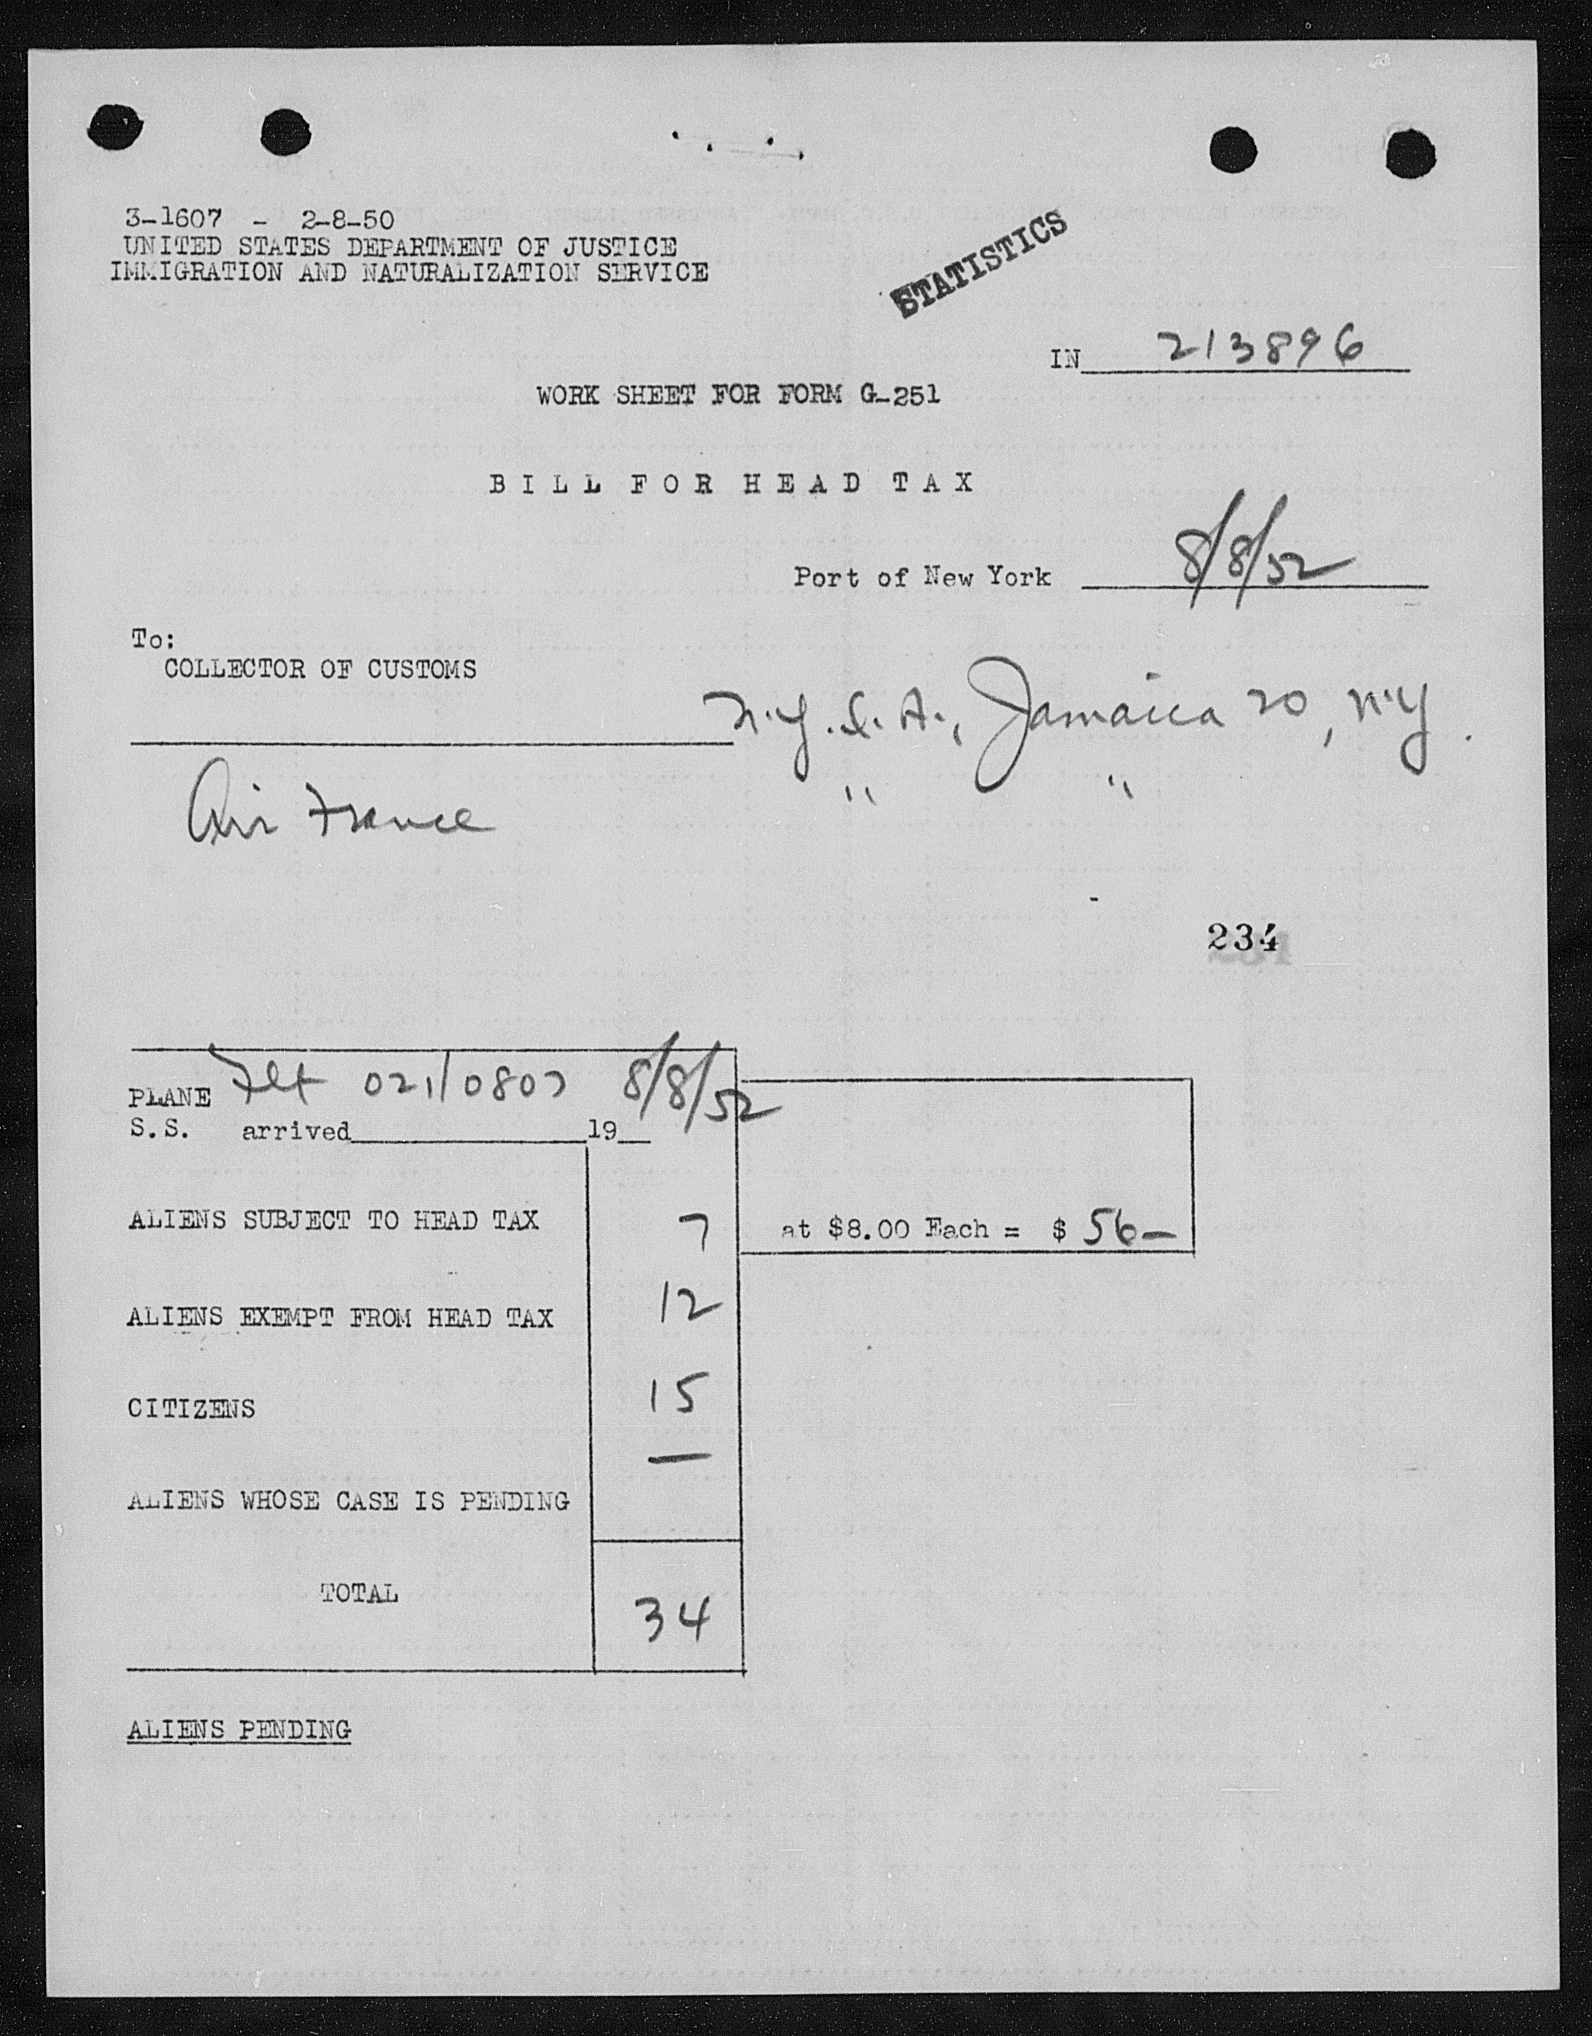 3-1607 - 2-8-50
UNITED STATES DEPARTMENT OF JUSTICE
IMMIGRATION AND NATURALIZATION SERVICE
STATISTICS
IN 213896
WORK SHEET FOR FORM G-251
BILL FOR HEAD TAX
Port of New York 8/8/52
To:
COLLECTOR OF CUSTOMS
N.Y.I.A., Jamaica 20, N.Y.
Air France " "
234
PLANE Flt 021/0807 8/8/52
S.S. arrived 19
ALIENS SUBJECT TO HEAD TAX 7 at $8.00 Each = $ 56—
ALIENS EXEMPT FROM HEAD TAX 12
CITIZENS 15
ALIENS WHOSE CASE IS PENDING —
TOTAL 34
ALIENS PENDING